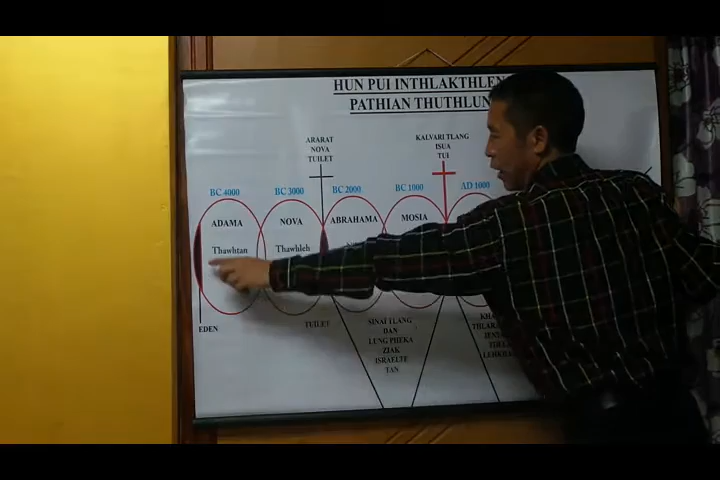 HUN PUI INTHLAKTHLEN
PATHIAN THUTHLUN
ARARAT
NOVA
TUILET
KALVARI TLANG
ISUA
TUI
BC 4000
BC 3000
BC 2000
BC 1000
AD 1000
ADAMA
NOVA
ABRAHAMA
MOSIA
Thawhtan
Thawhleh
EDEN
TUILET
SINAI TLANG
DAN
LUNG PHEKA
ZIAK
ISRAELTE
TAN